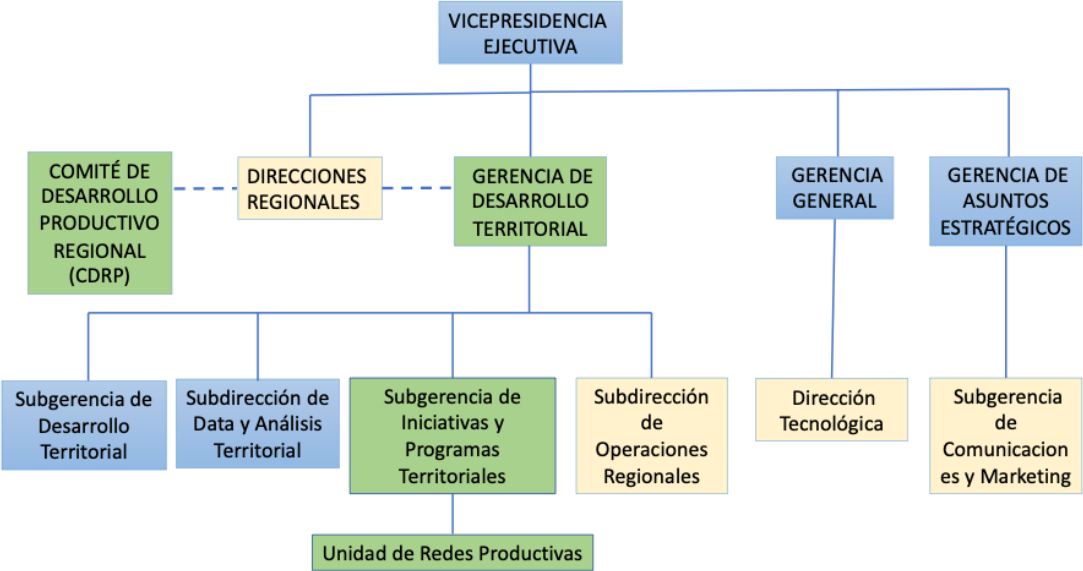 VICEPRESIDENCIA
EJECUTIVA
COMITÉ DE
DESARROLLO
PRODUCTIVO
REGIONAL
(CDRP)
DIRECCIONES
REGIONALES
GERENCIA DE
DESARROLLO
TERRITORIAL
GERENCIA
GENERAL
GERENCIA DE
ASUNTOS
ESTRATÉGICOS
Subgerencia de
Desarrollo
Territorial
Subdirección de
Data y Análisis
Territorial
Subgerencia de
Iniciativas y
Programas
Territoriales
Subdirección
de
Operaciones
Regionales
Dirección
Tecnológica
Subgerencia
de
Comunicacion
es y Marketing
Unidad de Redes Productivas